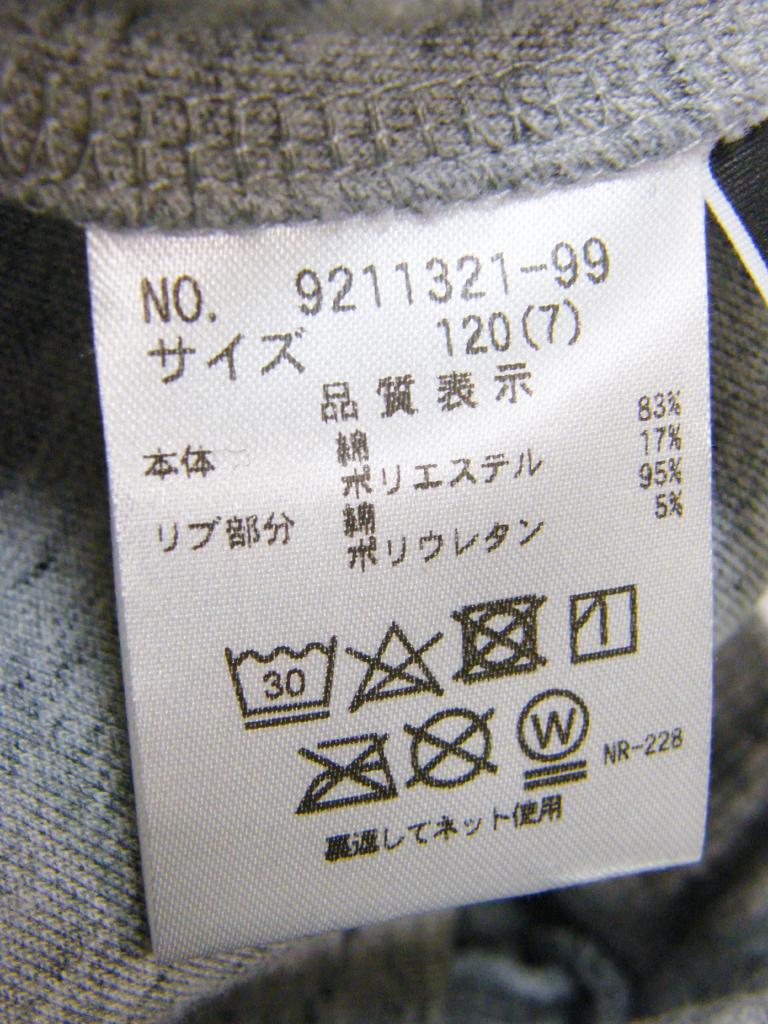 NO. 9211321-99
サイズ 120(7)
品質表示
本体 綿 83%
ポリエステル 17%
リブ部分 綿 95%
ポリウレタン 5%
30
W
NR-228
裏返してネット使用